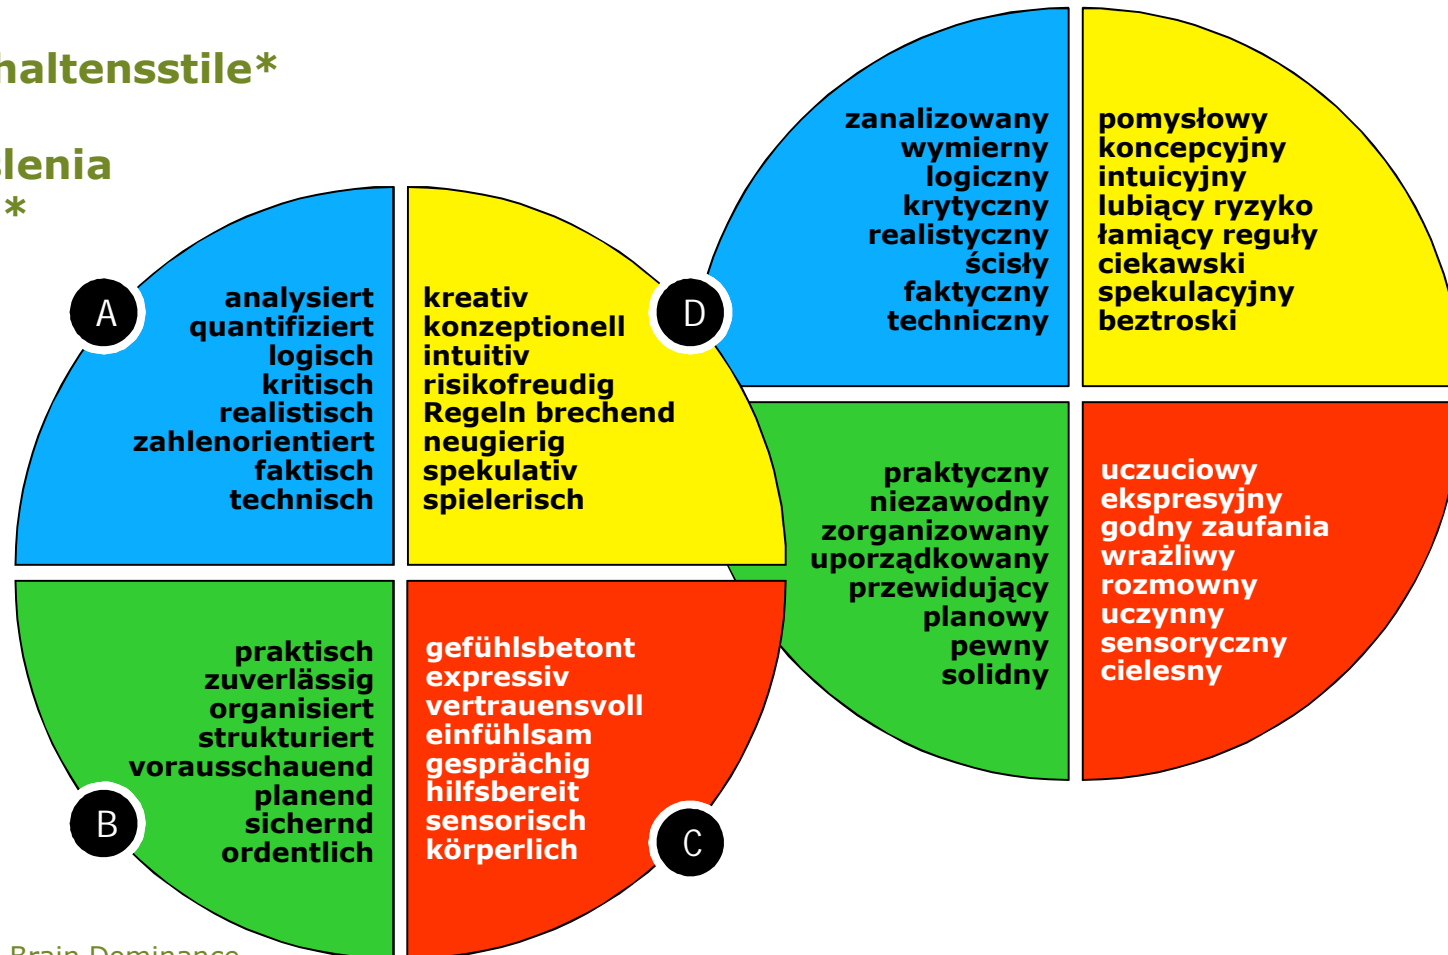 haltensstile*
ślenia
*
A
analysiert
quantifiziert
logisch
kritisch
realistisch
zahlenorientiert
faktisch
technisch
kreativ
konzeptionell
intuitiv
risikofreudig
Regeln brechend
neugierig
spekulativ
spielerisch
D
B
praktisch
zuverlässig
organisiert
strukturiert
vorausschauend
planend
sichernd
ordentlich
gefühlsbetont
expressiv
vertrauensvoll
einfühlsam
gesprächig
hilfsbereit
sensorisch
körperlich
C
zanalizowany
wymierny
logiczny
krytyczny
realistyczny
ścisły
faktyczny
techniczny
pomysłowy
koncepcyjny
intuicyjny
lubiący ryzyko
łamiący reguły
ciekawski
spekulacyjny
beztroski
praktyczny
niezawodny
zorganizowany
uporządkowany
przewidujący
planowy
pewny
solidny
uczuciowy
ekspresyjny
godny zaufania
wrażliwy
rozmowny
uczynny
sensoryczny
cielesny
Brain Dominance